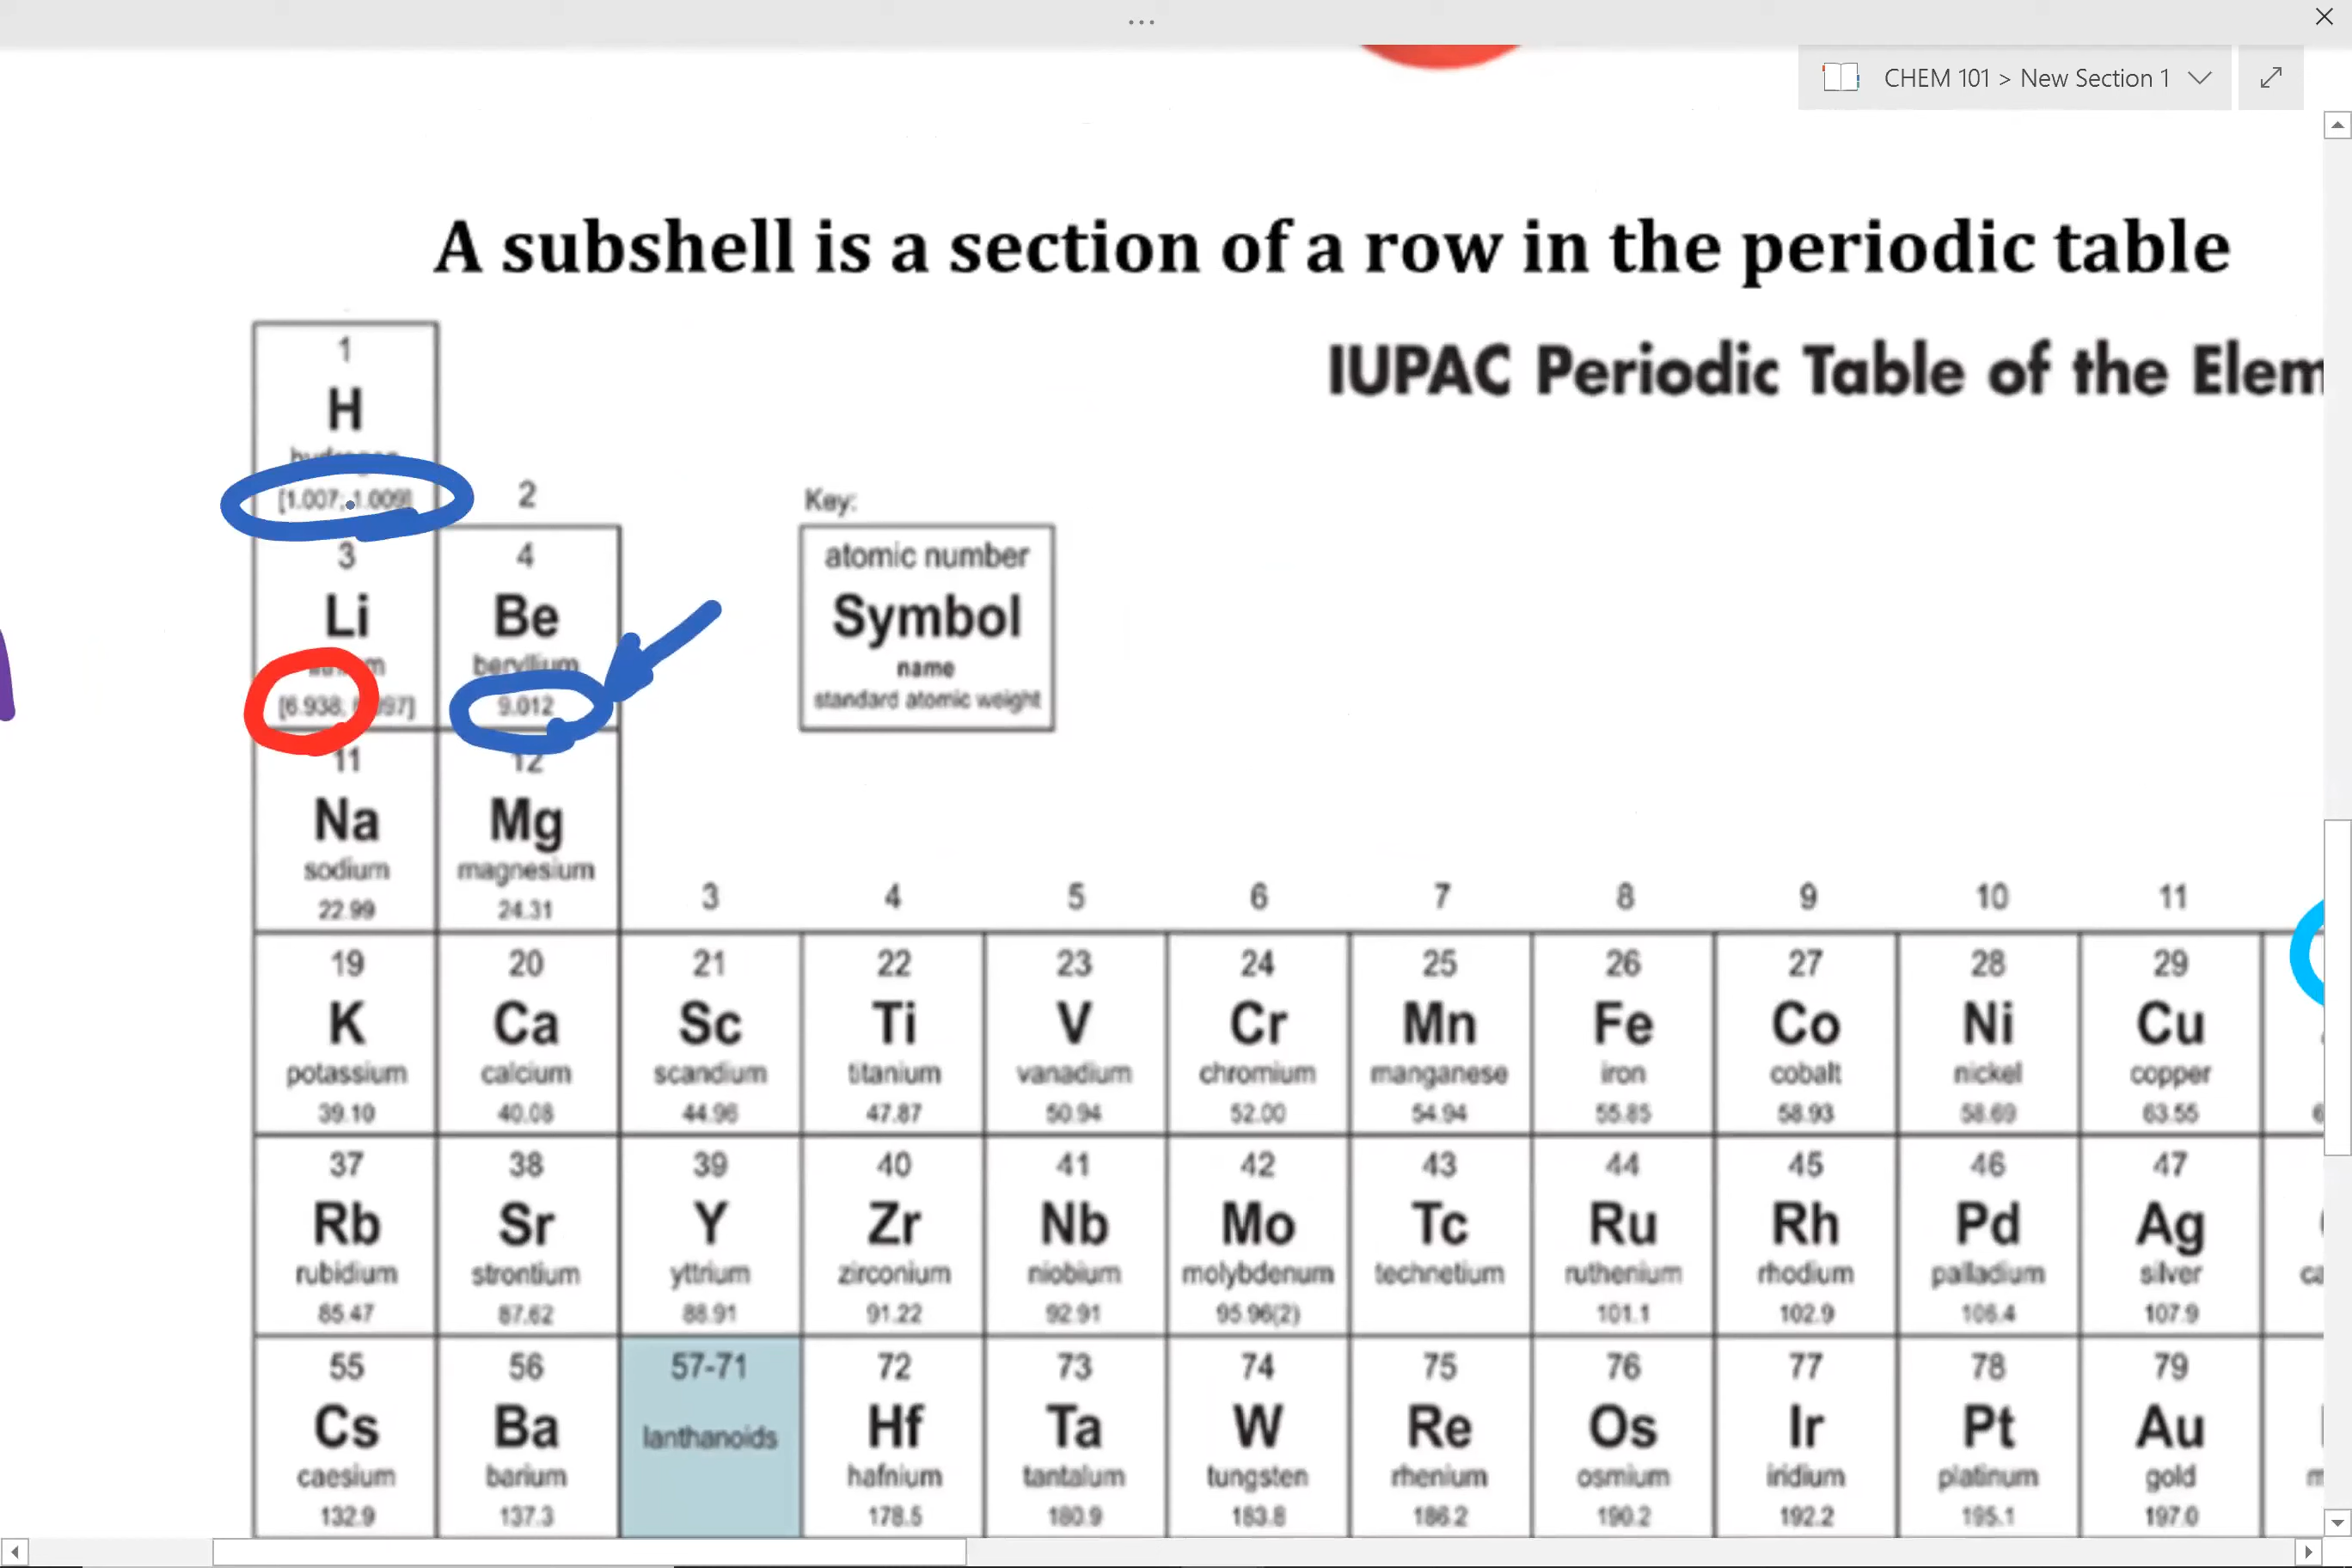 ...
CHEM 101 > New Section 1
A subshell is a section of a row in the periodic table
IUPAC Periodic Table of the Elem
1
H
hydrogen
[1.007; 1.009]
2
Key:
atomic number
Symbol
name
standard atomic weight
3 4
Li Be
beryllium
[6.938; 9.012
11 12
Na Mg
sodium magnesium
22.99 24.31
3 4 5 6 7 8 9 10 11
19 20 21 22 23 24 25 26 27 28 29
K Ca Sc Ti V Cr Mn Fe Co Ni Cu
potassium calcium scandium titanium vanadium chromium manganese iron cobalt nickel copper
39.10 40.08 44.96 47.87 50.94 52.00 54.94 55.85 58.93 58.69 63.55
37 38 39 40 41 42 43 44 45 46 47
Rb Sr Y Zr Nb Mo Tc Ru Rh Pd Ag
rubidium strontium yttrium zirconium niobium molybdenum technetium ruthenium rhodium palladium silver
85.47 87.62 88.91 91.22 92.91 95.96(2) 101.1 102.9 106.4 107.9
55 56 57-71 72 73 74 75 76 77 78 79
Cs Ba lanthanoids Hf Ta W Re Os Ir Pt Au
caesium barium hafnium tantalum tungsten rhenium osmium iridium platinum gold
132.9 137.3 178.5 180.9 183.8 186.2 190.2 192.2 195.1 197.0